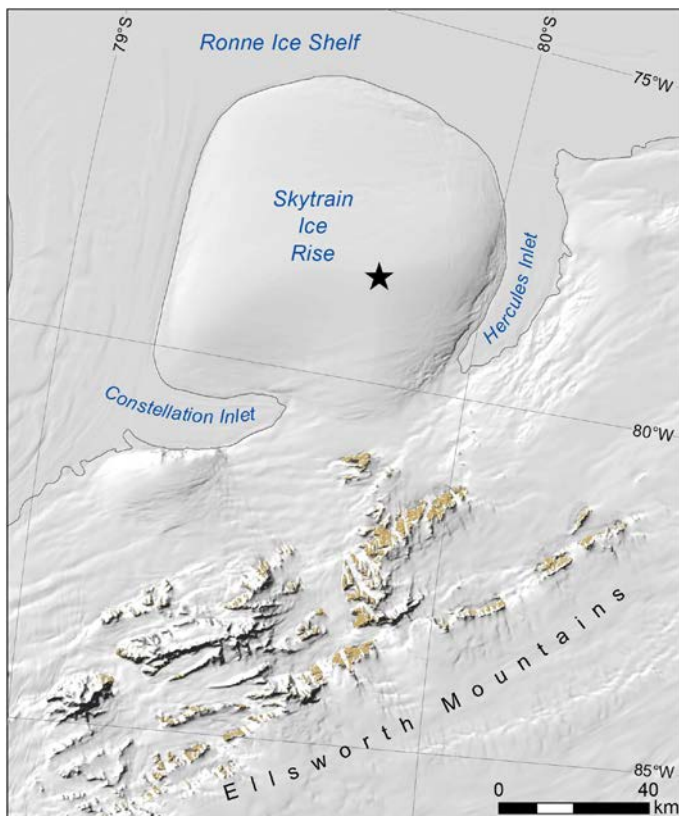 79°S
80°S
Ronne Ice Shelf
75°W
Skytrain
Ice
Rise
Hercules Inlet
Constellation Inlet
80°W
Ellsworth Mountains
85°W
0 40
km